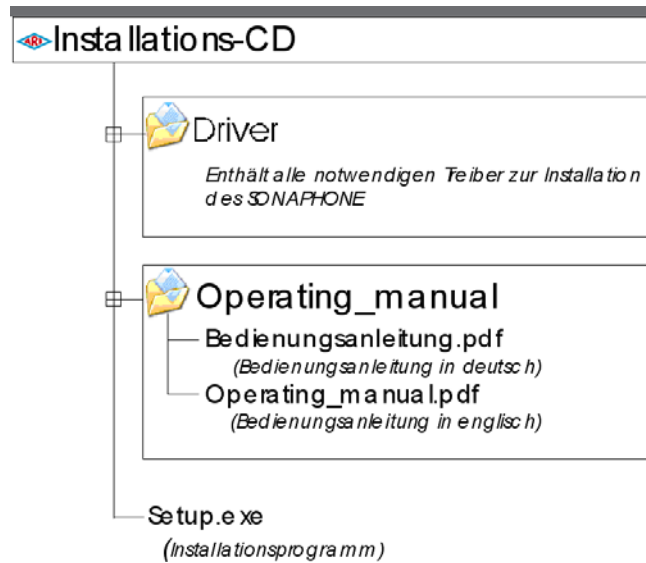 ARX
Installations-CD
Driver
Enthält alle notwendigen Treiber zur Installation
des SONAPHONE
Operating_manual
Bedienungsanleitung.pdf
(Bedienungsanleitung in deutsch)
Operating_manual.pdf
(Bedienungsanleitung in englisch)
Setup.exe
(Installationsprogramm)